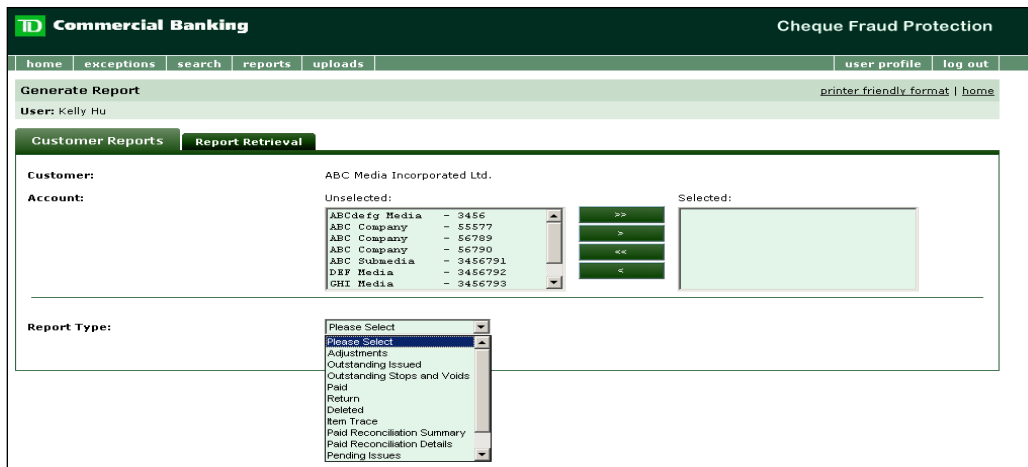 TD Commercial Banking
Cheque Fraud Protection
home exceptions search reports uploads user profile log out
Generate Report printer friendly format | home
User: Kelly Hu
Customer Reports Report Retrieval
Customer: ABC Media Incorporated Ltd.
Account: Unselected: Selected:
ABCdefg Media - 3456
ABC Company - 55577
ABC Company - 56789
ABC Company - 56790
ABC Submedia - 3456791
DEF Media - 3456792
GHI Media - 3456793
>>
>
<<
<
Report Type: Please Select
Please Select
Adjustments
Outstanding Issued
Outstanding Stops and Voids
Paid
Return
Deleted
Item Trace
Paid Reconciliation Summary
Paid Reconciliation Details
Pending Issues